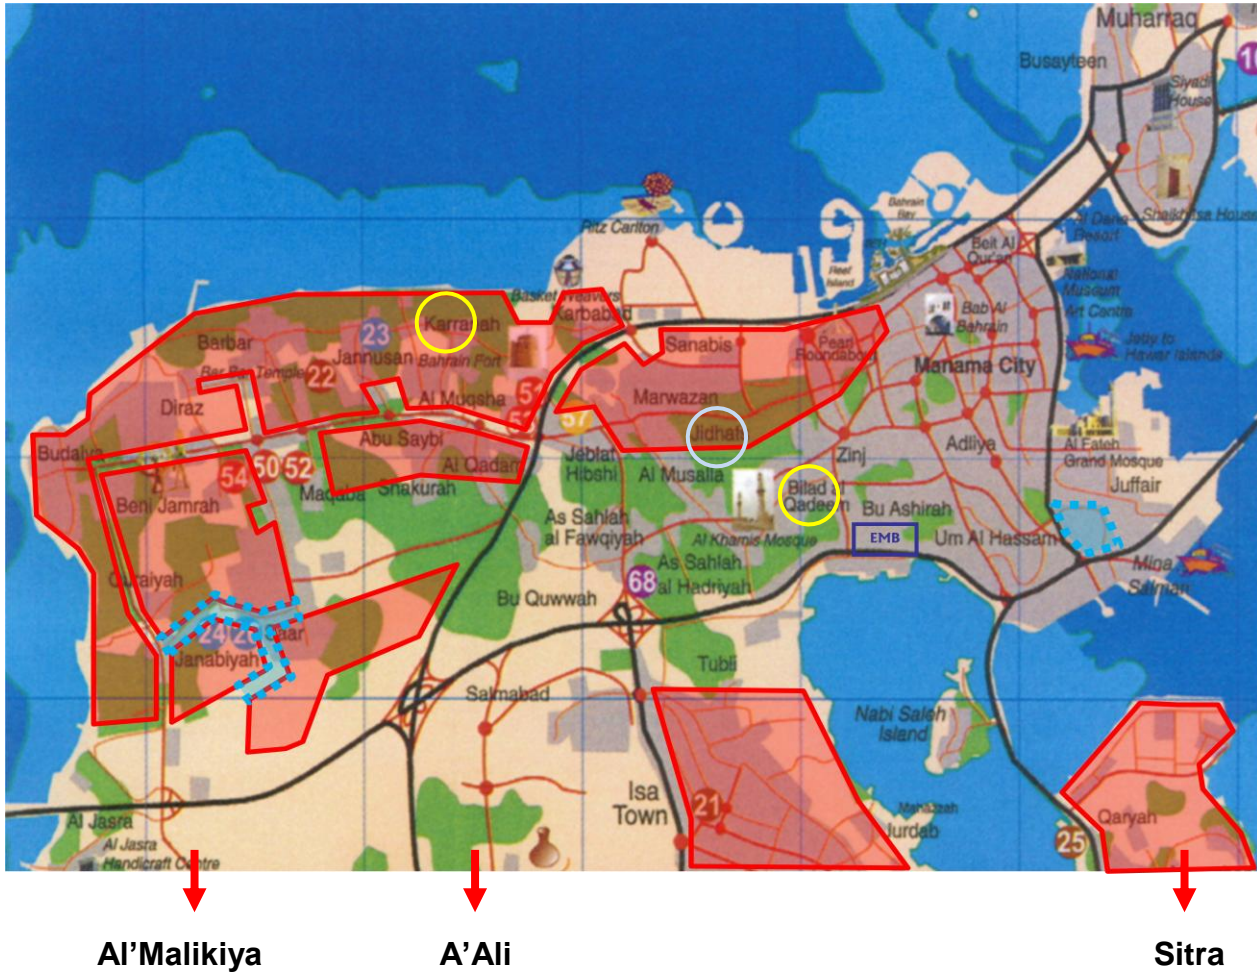 Muharraq
Busayteen
Siyadi
House
Sheikh Isa House
Ritz Carlton
Bahrain
Bay
Reef
Island
Beit Al
Qur'an
Al Dana
Resort
National
Museum
Art Centre
Bab Al
Bahrain
Jetty to
Hawar Islands
Basket Weavers
Karbabad
Karranah
23
Barbar
Jannusan
Bahrain Fort
Sanabis
Pearl
Roundabout
Manama City
Bar Bar Temple
22
Al Muqsha
51
Marwazan
Diraz
57
Jidhafs
Abu Saybi
Budaiya
Al Qadam
Jeblat
Hibshi
Al Musalla
Zinj
Adliya
Al Fateh
Grand Mosque
Juffair
54
50
52
Maqaba
Shakurah
Beni Jamrah
Bilad Al
Qadeem
Bu Ashirah
As Sahlah
al Fawqiyah
Al Khamis Mosque
EMB
Um Al Hassam
Mina
Salman
As Sahlah
al Hadriyah
68
Quraiyah
Bu Quwwah
24
26
Saar
Janabiyah
Tubli
Salmabad
Nabi Saleh
Island
Isa
Town
21
Mahazzah
Jurdab
Qaryah
25
Al Jasra
Al Jasra
Handicraft Centre
Al'Malikiya
A'Ali
Sitra